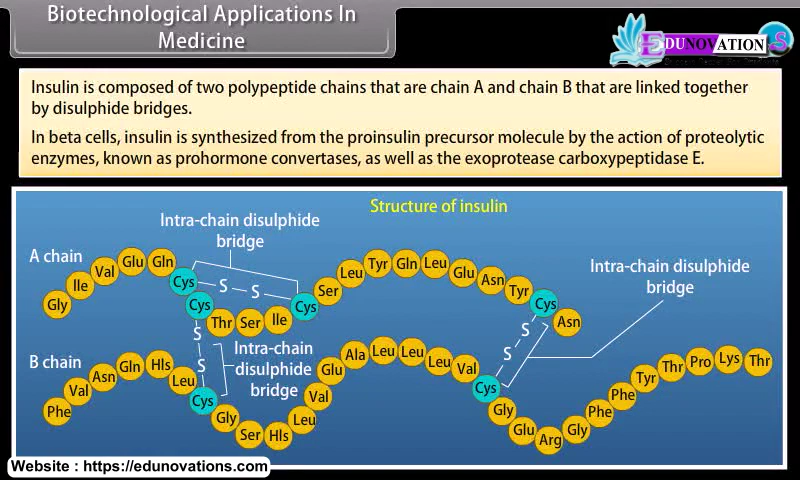 Biotechnological Applications In
Medicine
EDUNOVATION
.S
Insulin is composed of two polypeptide chains that are chain A and chain B that are linked together
by disulphide bridges.
In beta cells, insulin is synthesized from the proinsulin precursor molecule by the action of proteolytic
enzymes, known as prohormone convertases, as well as the exoprotease carboxypeptidase E.
Structure of insulin
Intra-chain disulphide
bridge
A chain
Gly Ile Val Glu Gln Cys Cys Thr Ser Ile Cys Ser Leu Tyr Gln Leu Glu Asn Tyr Cys Asn
S S
Intra-chain disulphide
bridge
S
S
Intra-chain
disulphide
bridge
S
S
B chain
Phe Val Asn Gln Hls Leu Cys Gly Ser Hls Leu Val Glu Ala Leu Leu Leu Val Cys Gly Glu Arg Gly Phe Phe Tyr Thr Pro Lys Thr
Website : https://edunovations.com